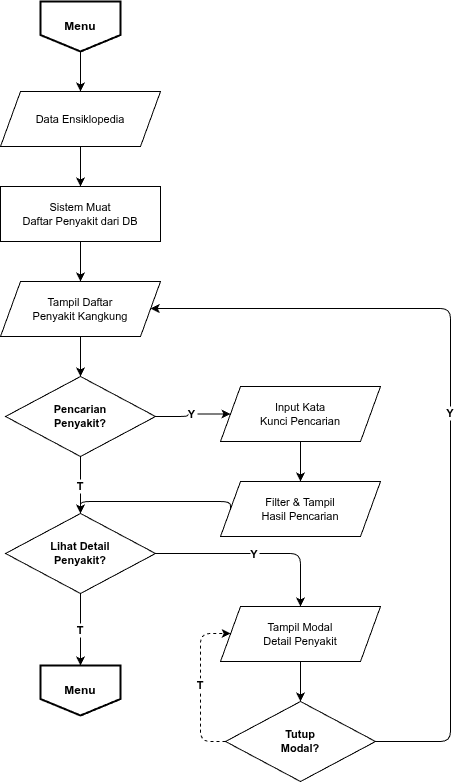 Menu
Data Ensiklopedia
Sistem Muat
Daftar Penyakit dari DB
Tampil Daftar
Penyakit Kangkung
Pencarian
Penyakit?
Y
Input Kata
Kunci Pencarian
T
Filter & Tampil
Hasil Pencarian
Lihat Detail
Penyakit?
Y
Y
T
Tampil Modal
Detail Penyakit
Menu
T
Tutup
Modal?